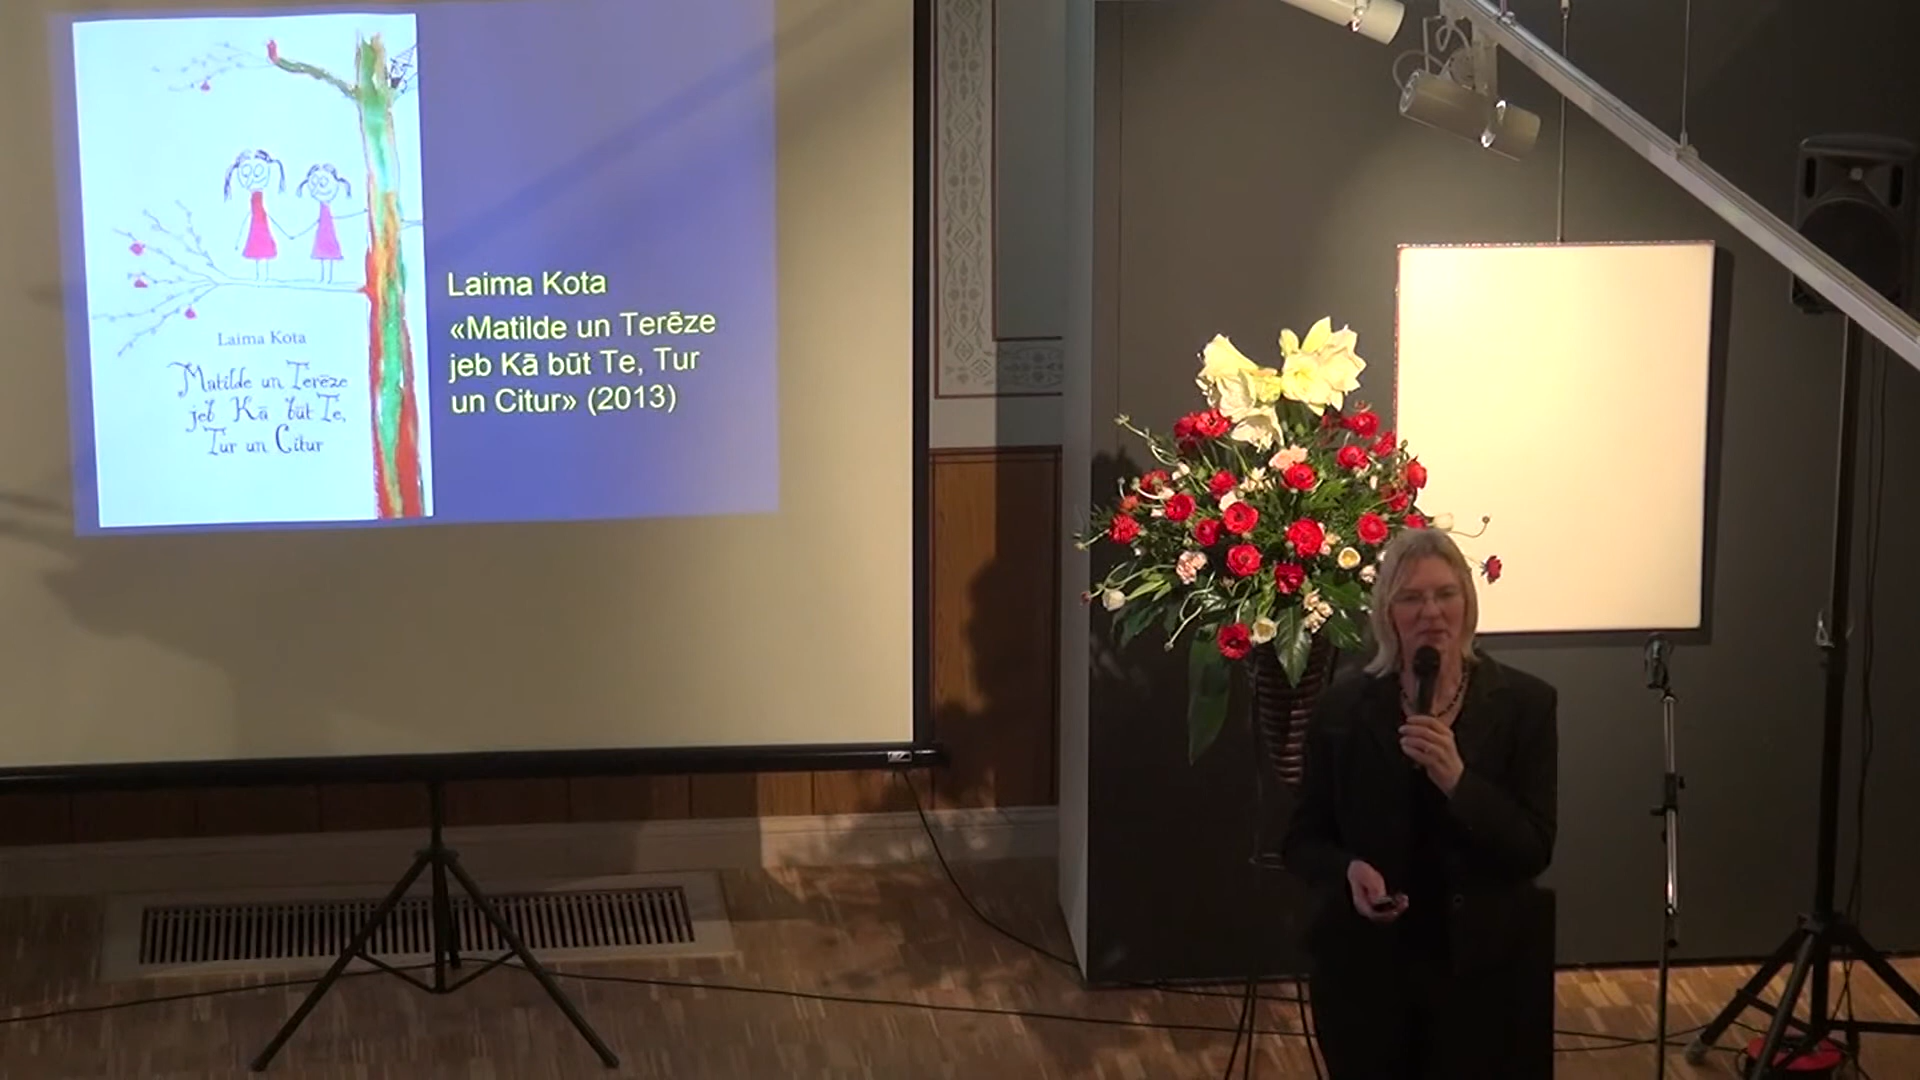 Laima Kota
Matilde un Terēze
jeb Kā būt Te,
Tur un Citur
Laima Kota
«Matilde un Terēze
jeb Kā būt Te, Tur
un Citur» (2013)